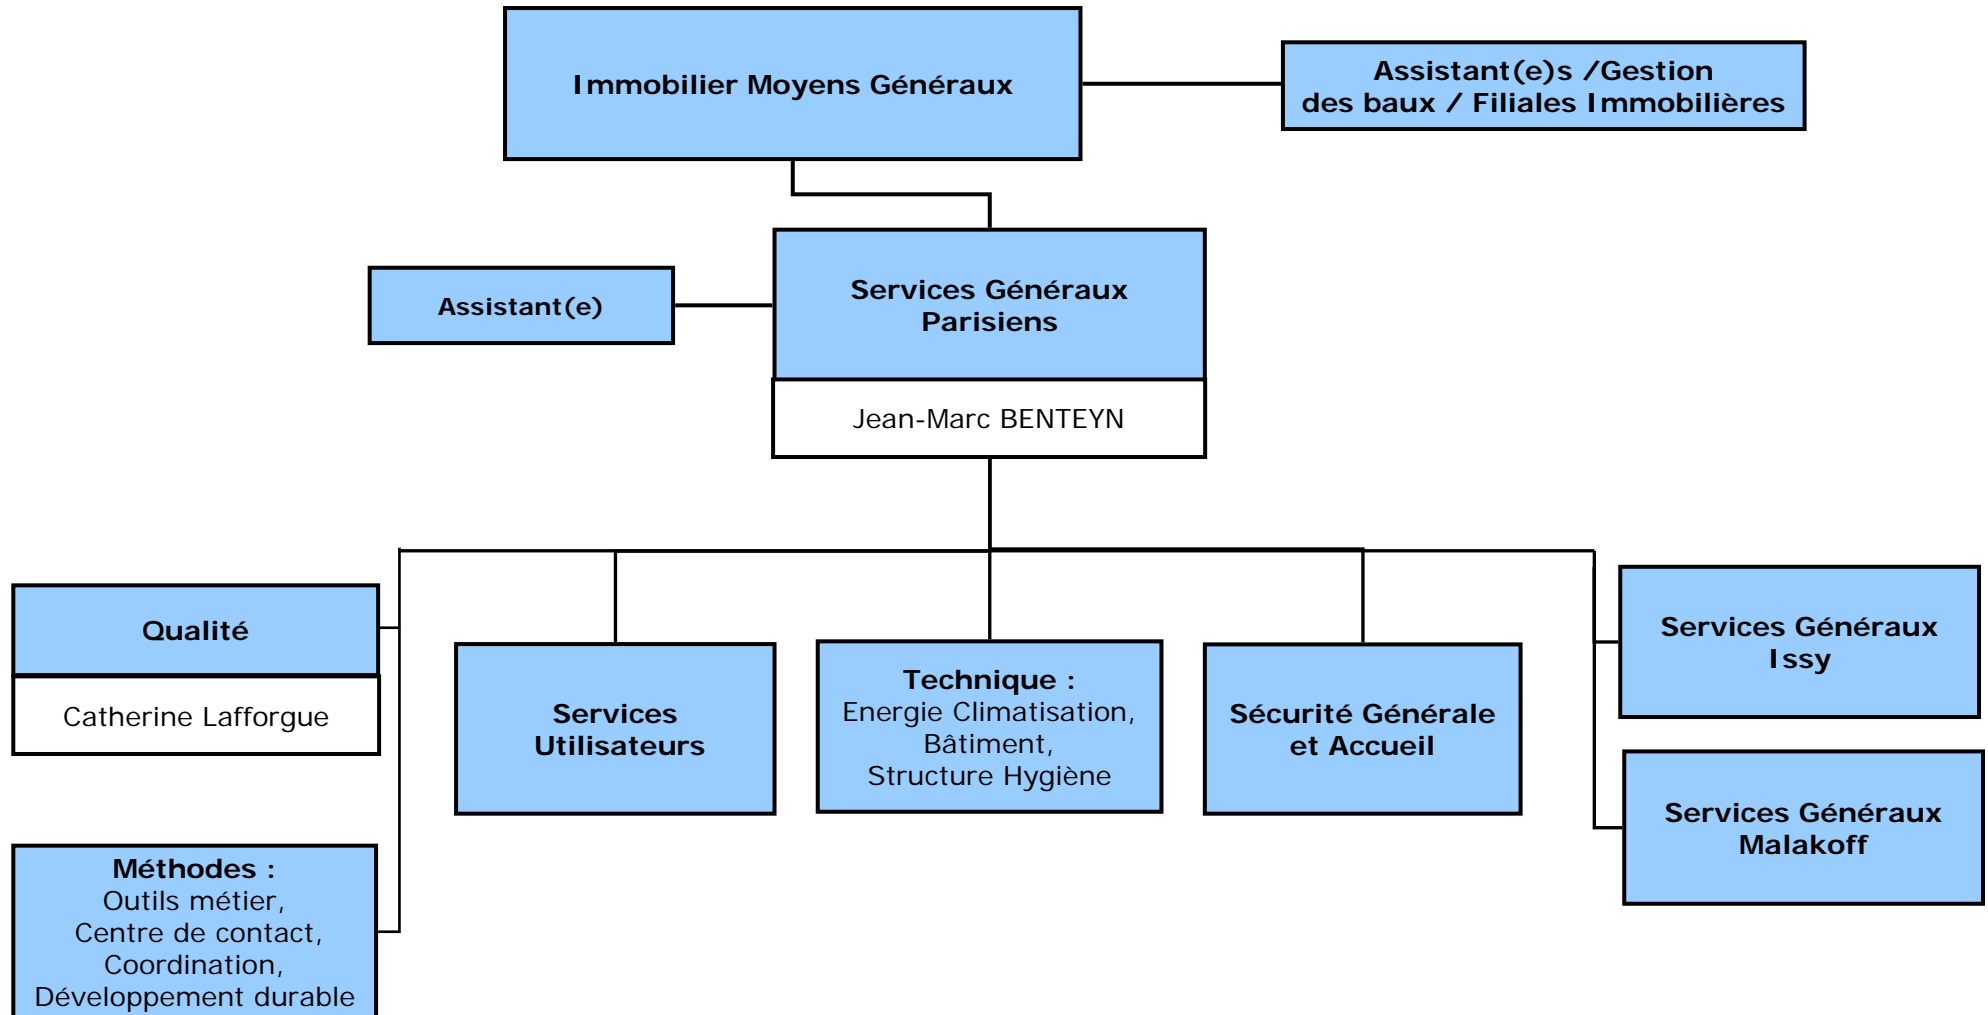 Immobilier Moyens Généraux
Assistant(e)s /Gestion
des baux / Filiales Immobilières
Assistant(e)
Services Généraux
Parisiens
Jean-Marc BENTEYN
Qualité
Catherine Lafforgue
Méthodes :
Outils métier,
Centre de contact,
Coordination,
Développement durable
Services
Utilisateurs
Technique :
Energie Climatisation,
Bâtiment,
Structure Hygiène
Sécurité Générale
et Accueil
Services Généraux
Issy
Services Généraux
Malakoff